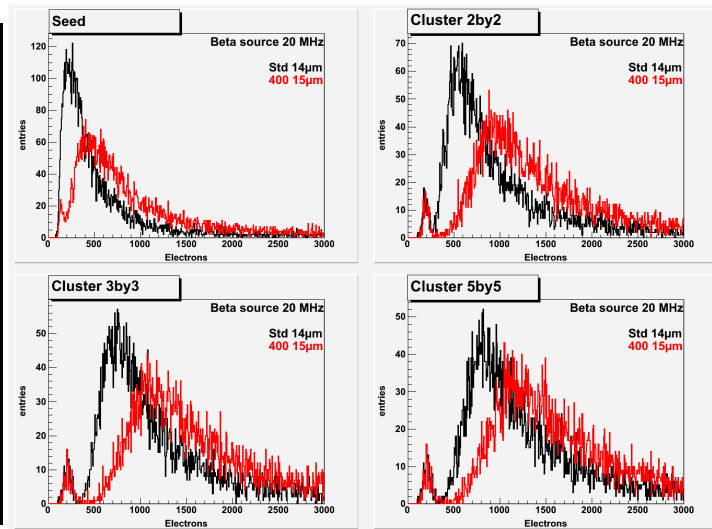 Seed
Beta source 20 MHz
Std 14µm
400 15µm
entries
120
100
80
60
40
20
0
0 500 1000 1500 2000 2500 3000
Electrons
Cluster 2by2
Beta source 20 MHz
Std 14µm
400 15µm
entries
70
60
50
40
30
20
10
0
0 500 1000 1500 2000 2500 3000
Electrons
Cluster 3by3
Beta source 20 MHz
Std 14µm
400 15µm
entries
50
40
30
20
10
0
0 500 1000 1500 2000 2500 3000
Electrons
Cluster 5by5
Beta source 20 MHz
Std 14µm
400 15µm
entries
50
40
30
20
10
0
0 500 1000 1500 2000 2500 3000
Electrons